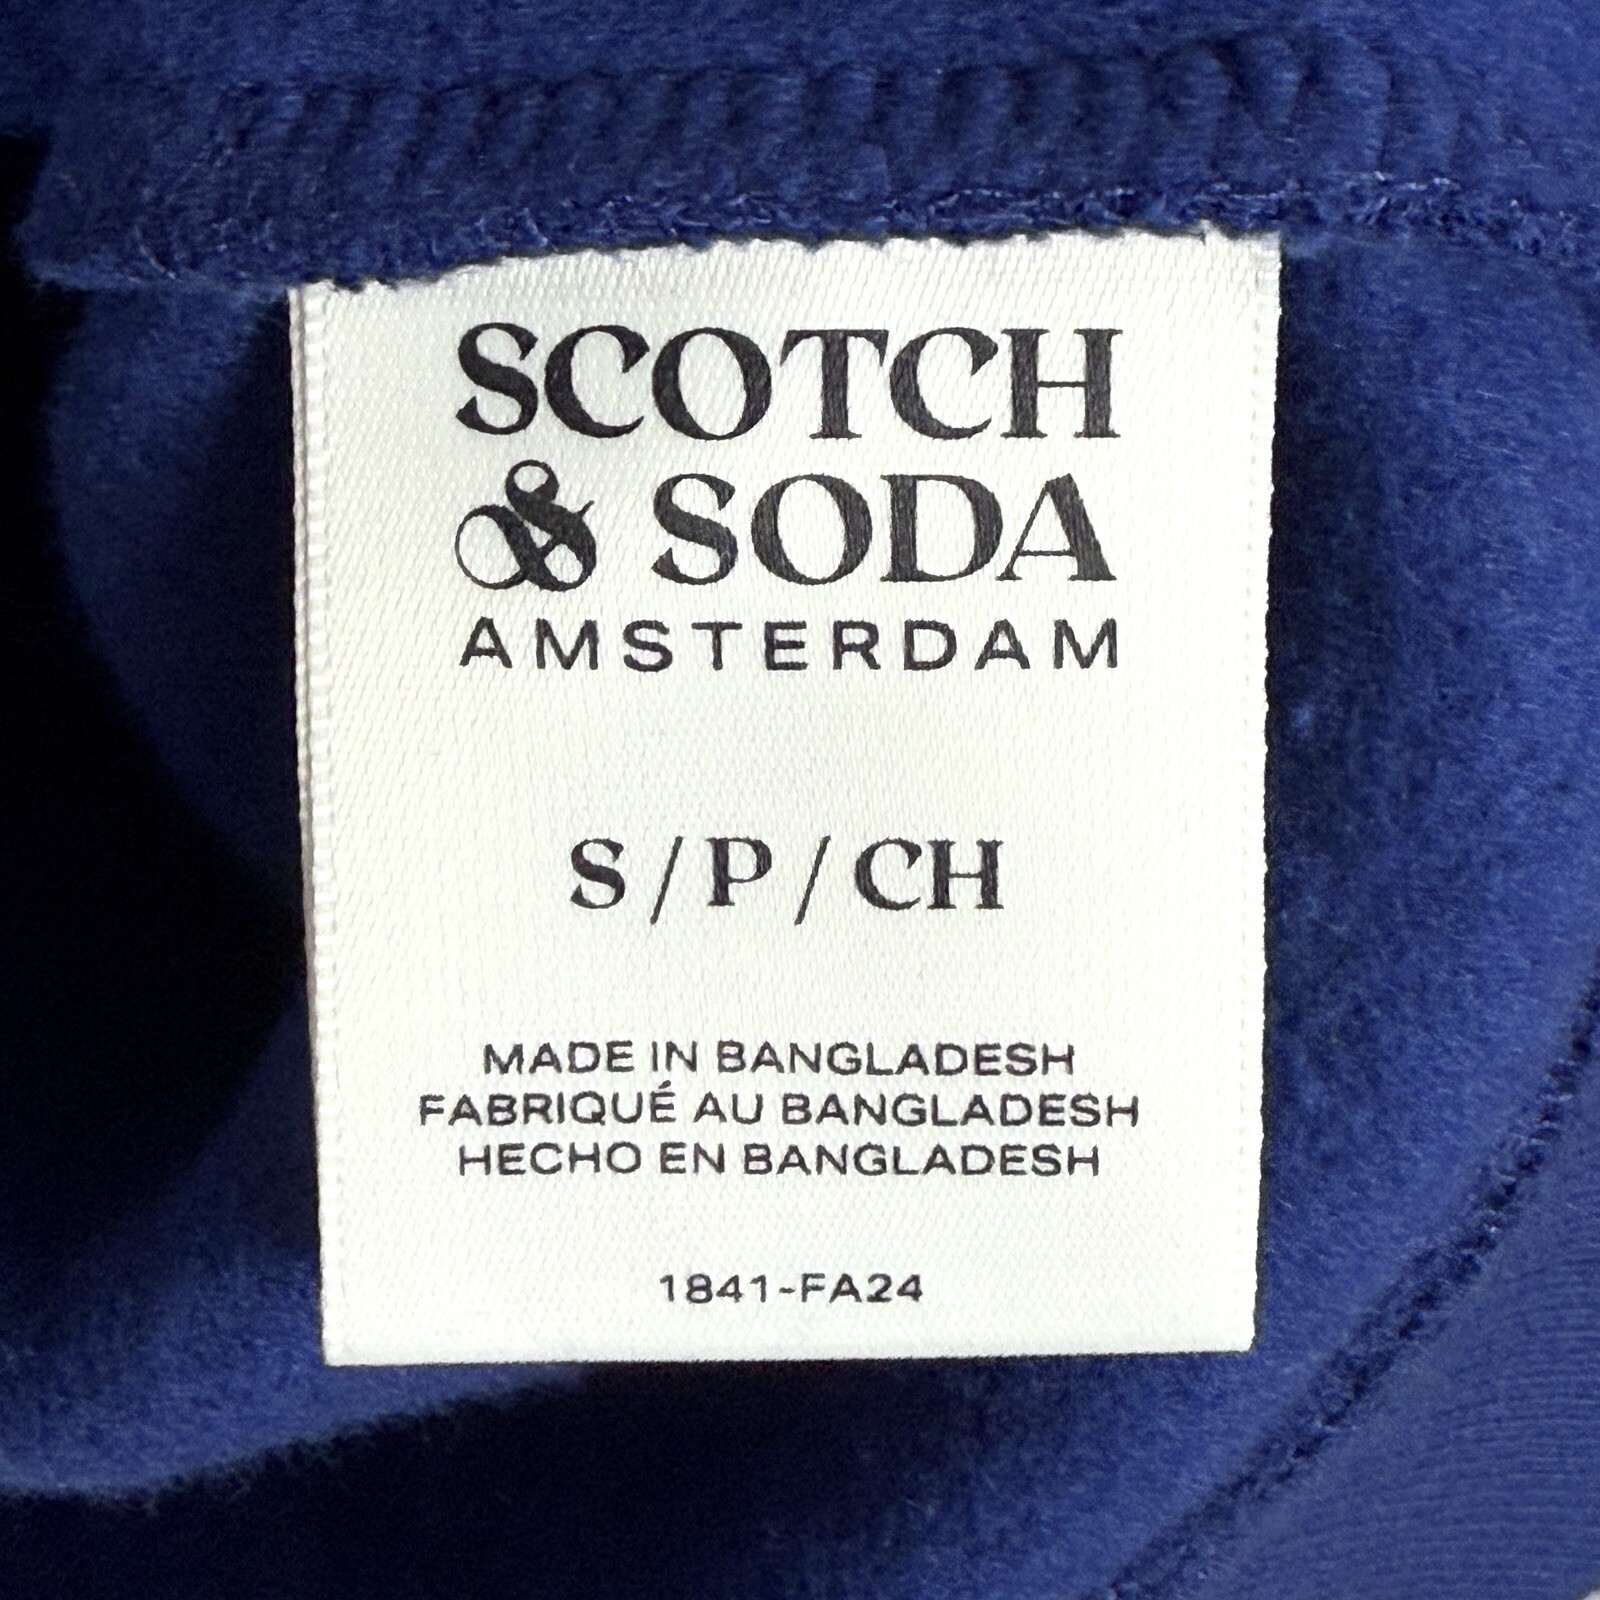 SCOTCH
& SODA
AMSTERDAM
S / P / CH
MADE IN BANGLADESH
FABRIQUÉ AU BANGLADESH
HECHO EN BANGLADESH
1841-FA24